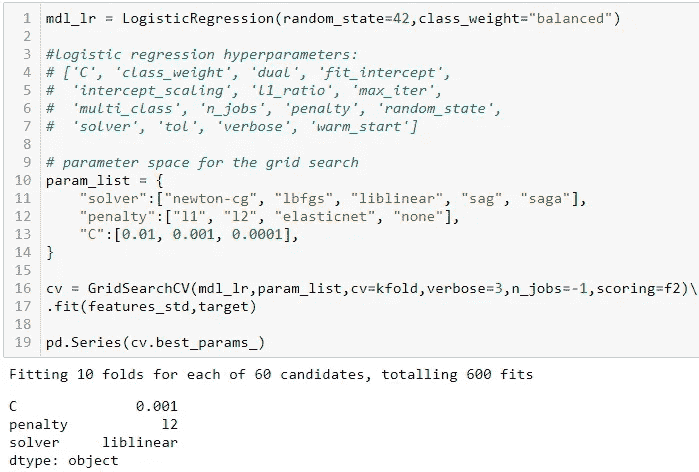 1 mdl_lr = LogisticRegression(random_state=42,class_weight="balanced")
2
3 #logistic regression hyperparameters:
4 # ['C', 'class_weight', 'dual', 'fit_intercept',
5 #  'intercept_scaling', 'l1_ratio', 'max_iter',
6 #  'multi_class', 'n_jobs', 'penalty', 'random_state',
7 #  'solver', 'tol', 'verbose', 'warm_start']
8
9 # parameter space for the grid search
10 param_list = {
11     "solver":["newton-cg", "lbfgs", "liblinear", "sag", "saga"],
12     "penalty":["l1", "l2", "elasticnet", "none"],
13     "C":[0.01, 0.001, 0.0001],
14 }
15
16 cv = GridSearchCV(mdl_lr,param_list,cv=kfold,verbose=3,n_jobs=-1,scoring=f2)\
17 .fit(features_std,target)
18
19 pd.Series(cv.best_params_)
Fitting 10 folds for each of 60 candidates, totalling 600 fits
C 0.001
penalty l2
solver liblinear
dtype: object